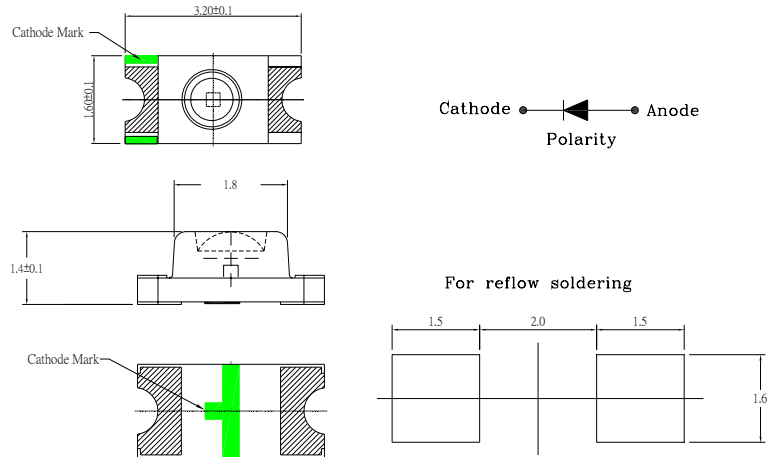 3.20±0.1
Cathode Mark
1.60±0.1
Cathode
Anode
Polarity
1.8
1.4±0.1
For reflow soldering
1.5
2.0
1.5
Cathode Mark
1.6